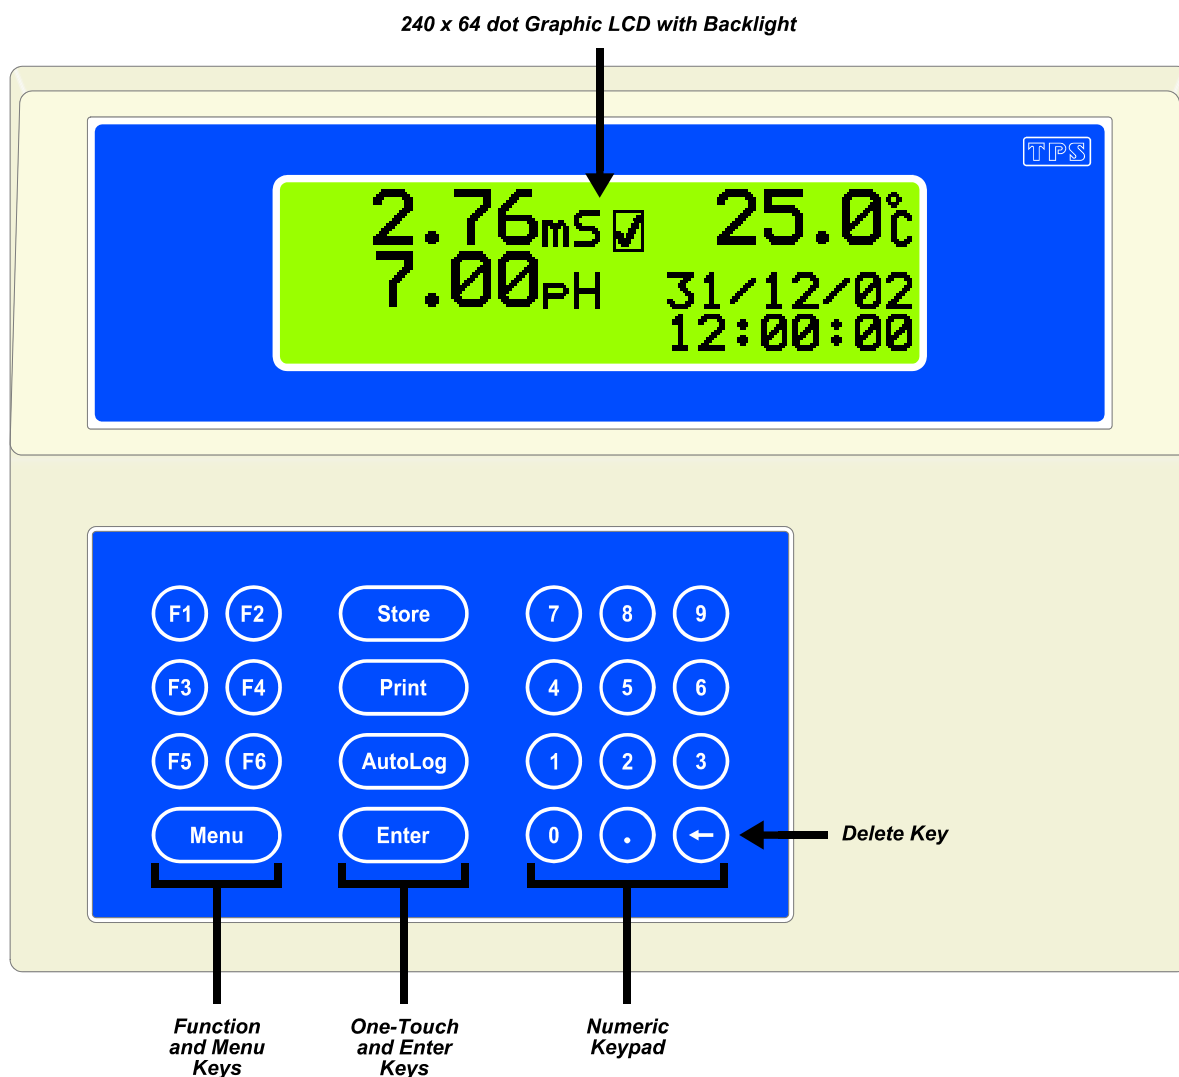 240 x 64 dot Graphic LCD with Backlight
TPS
2.76mS 25.0°C
7.00pH 31/12/02
12:00:00
F1 F2 Store 7 8 9
F3 F4 Print 4 5 6
F5 F6 AutoLog 1 2 3
Menu Enter 0 . ←
Delete Key
Function
and Menu
Keys
One-Touch
and Enter
Keys
Numeric
Keypad